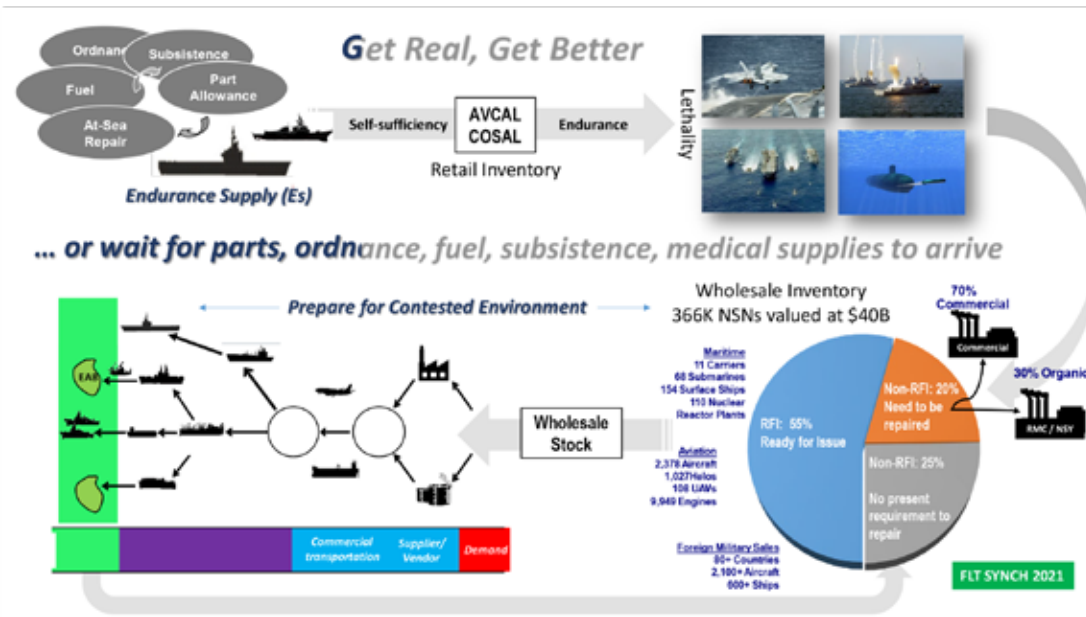 Get Real, Get Better
Ordnance
Subsistence
Fuel
Part
Allowance
At-Sea
Repair
Endurance Supply (Es)
Self-sufficiency
AVCAL
COSAL
Endurance
Retail Inventory
Lethality
... or wait for parts, ordnance, fuel, subsistence, medical supplies to arrive
Prepare for Contested Environment
EAB
Wholesale
Stock
Commercial
transportation
Supplier/
Vendor
Demand
Wholesale Inventory
366K NSNs valued at $40B
Maritime
11 Carriers
68 Submarines
154 Surface Ships
110 Nuclear
Reactor Plants
Aviation
2,378 Aircraft
1,027 Helos
108 UAVs
9,949 Engines
Foreign Military Sales
80+ Countries
2,100+ Aircraft
600+ Ships
RFI: 55%
Ready for Issue
Non-RFI: 20%
Need to be
repaired
Non-RFI: 25%
No present
requirement to
repair
70%
Commercial
Commercial
30% Organic
RMC / NSY
FLT SYNCH 2021